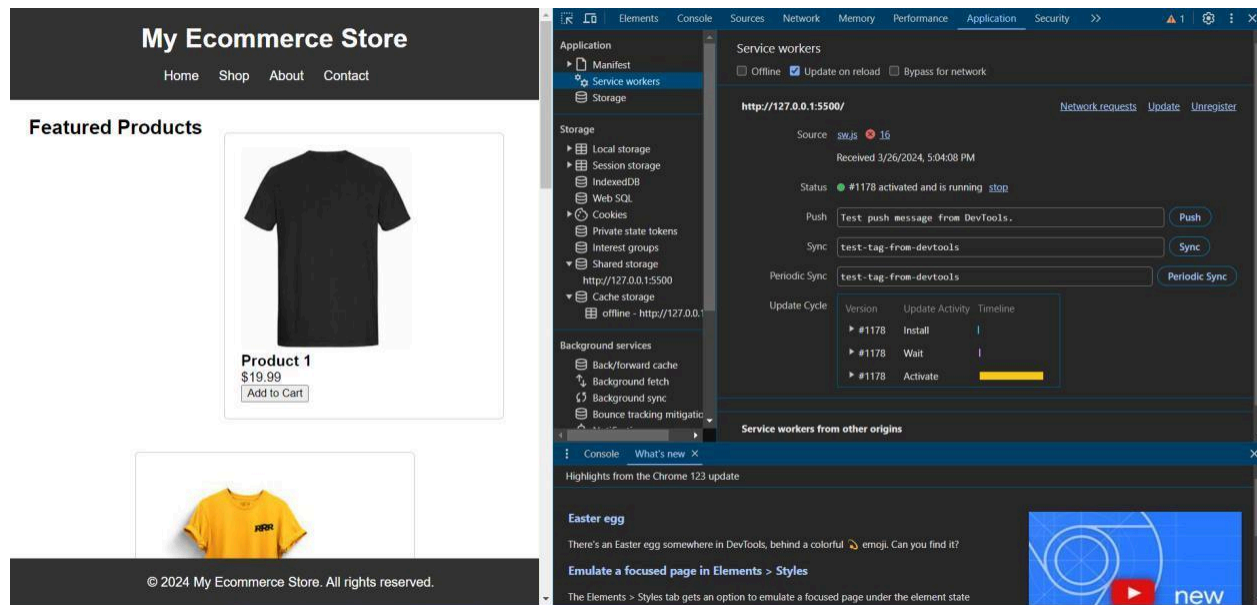 My Ecommerce Store
Home Shop About Contact
Featured Products
Product 1
$19.99
Add to Cart
RRR
© 2024 My Ecommerce Store. All rights reserved.
Elements Console Sources Network Memory Performance Application Security 1
Application
Manifest
Service workers
Storage
Storage
Local storage
Session storage
IndexedDB
Web SQL
Cookies
Private state tokens
Interest groups
Shared storage
http://127.0.0.1:5500
Cache storage
offline - http://127.0.0.1
Background services
Back/forward cache
Background fetch
Background sync
Bounce tracking mitigatic
Service workers
Offline Update on reload Bypass for network
http://127.0.0.1:5500/ Network requests Update Unregister
Source sw.js 16
Received 3/26/2024, 5:04:08 PM
Status #1178 activated and is running stop
Push Test push message from DevTools. Push
Sync test-tag-from-devtools Sync
Periodic Sync test-tag-from-devtools Periodic Sync
Update Cycle Version Update Activity Timeline
#1178 Install
#1178 Wait
#1178 Activate
Service workers from other origins
Console What's new
Highlights from the Chrome 123 update
Easter egg
There's an Easter egg somewhere in DevTools, behind a colorful 💫 emoji. Can you find it?
Emulate a focused page in Elements > Styles
The Elements > Styles tab gets an option to emulate a focused page under the element state
new